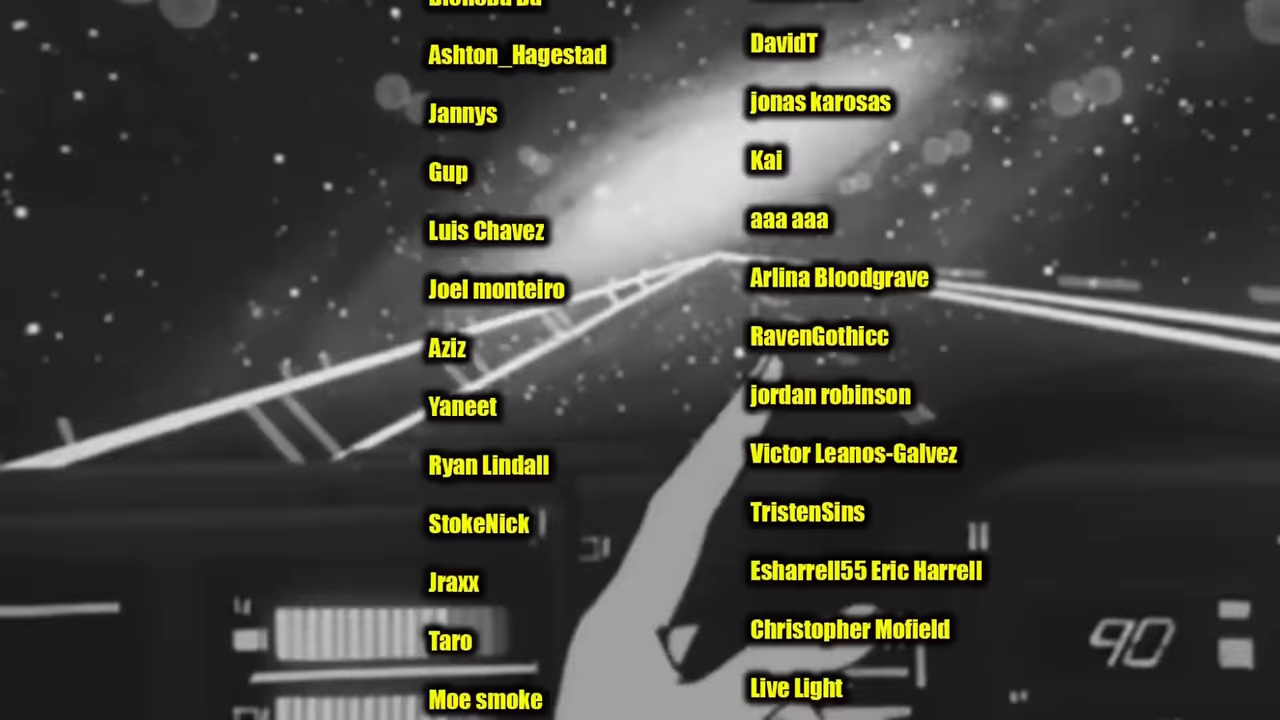 Ashton_Hagestad
Jannys
Gup
Luis Chavez
Joel monteiro
Aziz
Yaneet
Ryan Lindall
StokeNick
Jraxx
Taro
Moe smoke
DavidT
jonas karosas
Kai
aaa aaa
Arlina Bloodgrave
RavenGothicc
jordan robinson
Victor Leanos-Galvez
TristenSins
Esharrell55 Eric Harrell
Christopher Mofield
Live Light
90